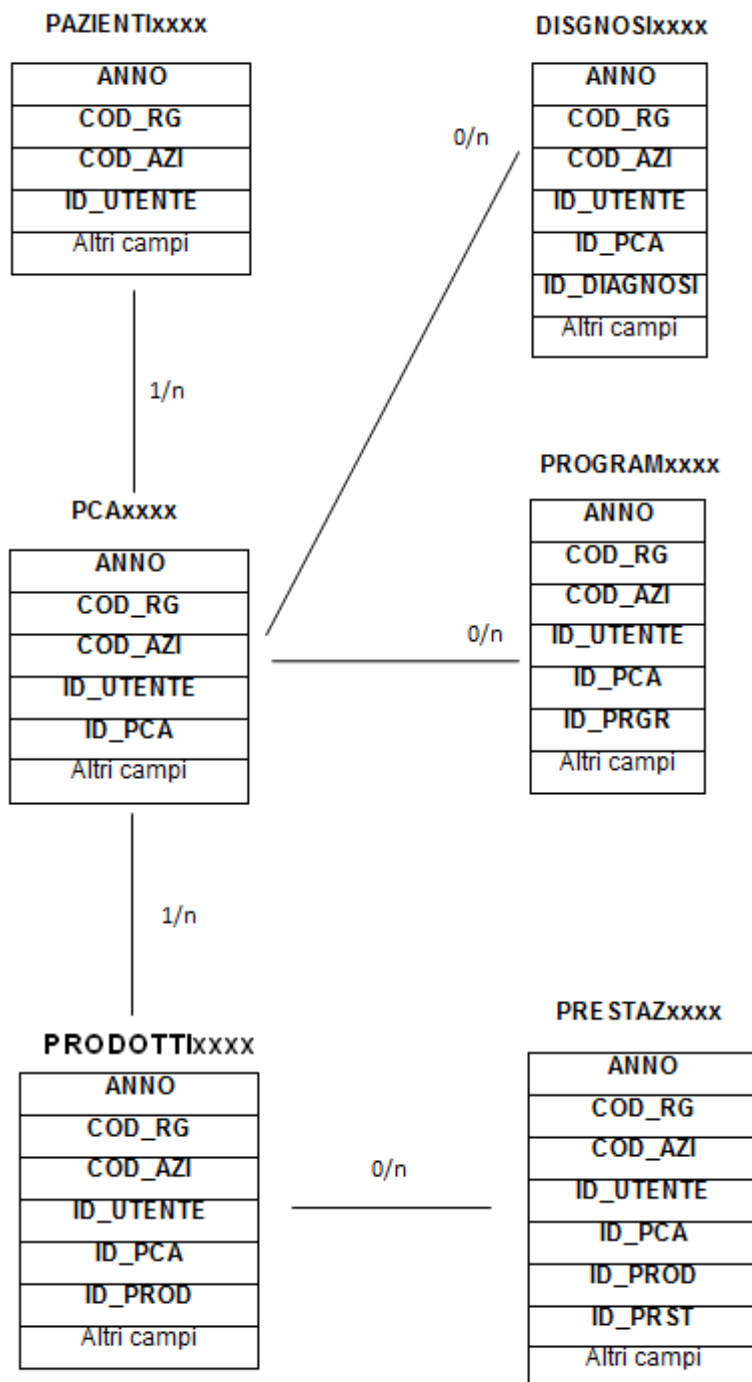 PAZIENTIxxxx
ANNO
COD_RG
COD_AZI
ID_UTENTE
Altri campi
1/n
PCAxxxx
ANNO
COD_RG
COD_AZI
ID_UTENTE
ID_PCA
Altri campi
1/n
PRODOTTIxxxx
ANNO
COD_RG
COD_AZI
ID_UTENTE
ID_PCA
ID_PROD
Altri campi
DISGNOSIxxxx
ANNO
COD_RG
COD_AZI
ID_UTENTE
ID_PCA
ID_DIAGNOSI
Altri campi
0/n
PROGRAMxxxx
ANNO
COD_RG
COD_AZI
ID_UTENTE
ID_PCA
ID_PRGR
Altri campi
0/n
PRESTAZxxxx
ANNO
COD_RG
COD_AZI
ID_UTENTE
ID_PCA
ID_PROD
ID_PRST
Altri campi
0/n